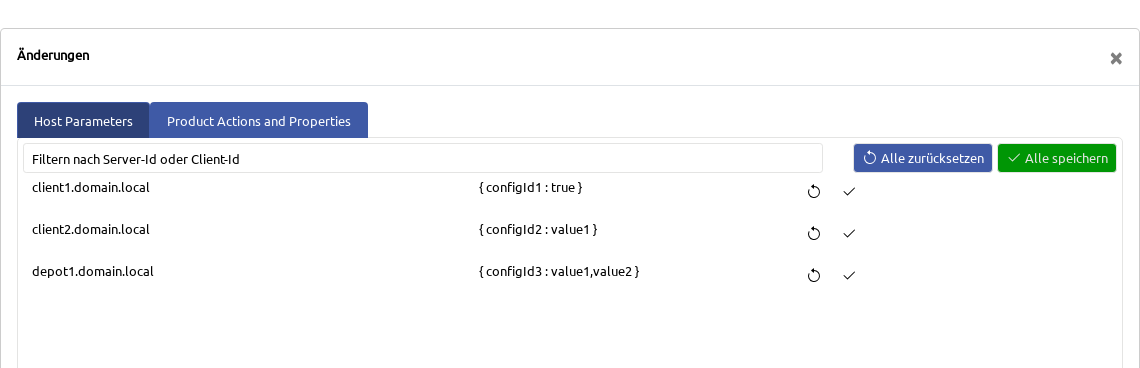 Änderungen
Host Parameters Product Actions and Properties
Filtern nach Server-Id oder Client-Id Alle zurücksetzen Alle speichern
client1.domain.local { configId1 : true }
client2.domain.local { configId2 : value1 }
depot1.domain.local { configId3 : value1,value2 }